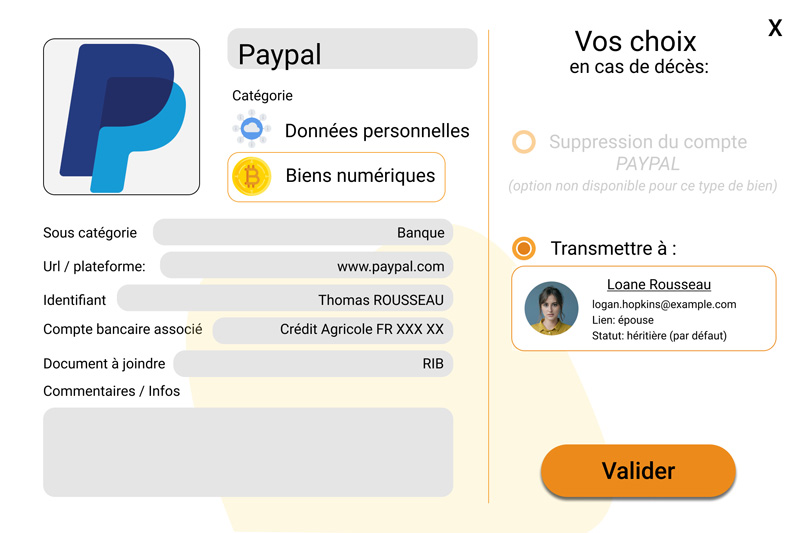 Paypal
Catégorie
Données personnelles
Biens numériques
Sous catégorie
Banque
Url / plateforme:
www.paypal.com
Identifiant
Thomas ROUSSEAU
Compte bancaire associé
Crédit Agricole FR XXX XX
Document à joindre
RIB
Commentaires / Infos
X
Vos choix
en cas de décès:
Suppression du compte
PAYPAL
(option non disponible pour ce type de bien)
Transmettre à :
Loane Rousseau
logan.hopkins@example.com
Lien: épouse
Statut: héritière (par défaut)
Valider